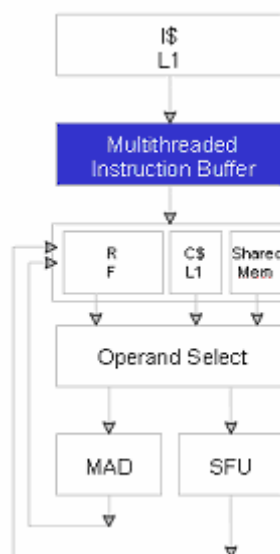 I$
L1
Multithreaded
Instruction Buffer
R
F
C$
L1
Shared
Mem
Operand Select
MAD
SFU